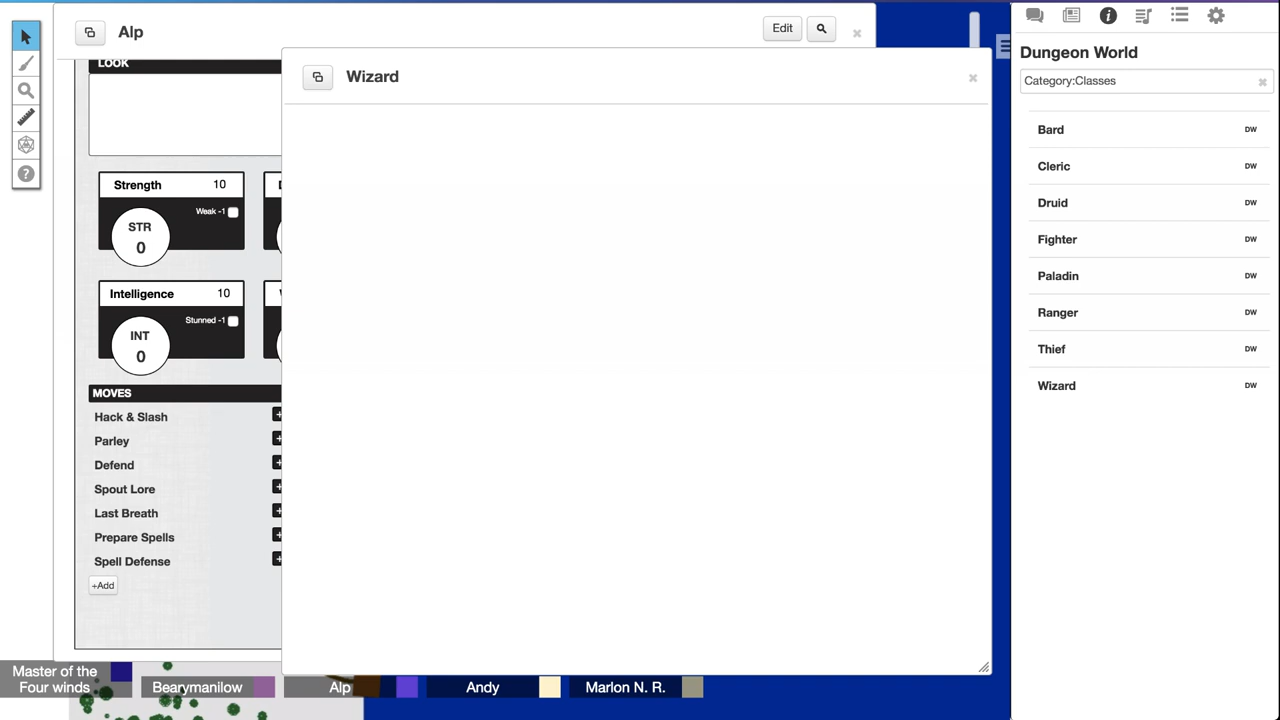 Alp
Edit
LOOK
Strength 10
Weak -1
STR
0
Intelligence 10
Stunned -1
INT
0
MOVES
Hack & Slash
Parley
Defend
Spout Lore
Last Breath
Prepare Spells
Spell Defense
+Add
Wizard
Dungeon World
Category:Classes
Bard DW
Cleric DW
Druid DW
Fighter DW
Paladin DW
Ranger DW
Thief DW
Wizard DW
Master of the
Four winds
Bearymanilow
Alp
Andy
Marlon N. R.